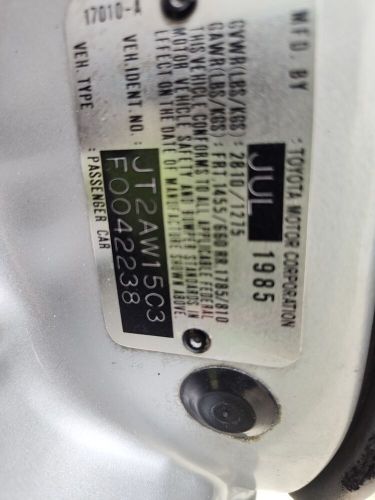 MFD. BY : TOYOTA MOTOR CORPORATION
JUL 1985
GVWR(LBS/KGS): 2810/1275
GAWR(LBS/KGS): FRT 1455/660 RR 1785/810
THIS VEHICLE CONFORMS TO ALL APPLICABLE FEDERAL
MOTOR VEHICLE SAFETY AND BUMPER STANDARDS IN
EFFECT ON THE DATE OF MANUFACTURE SHOWN ABOVE.
VEH. IDENT. NO.: JT2AW15C3
F0042238
VEH. TYPE : PASSENGER CAR
17010-A